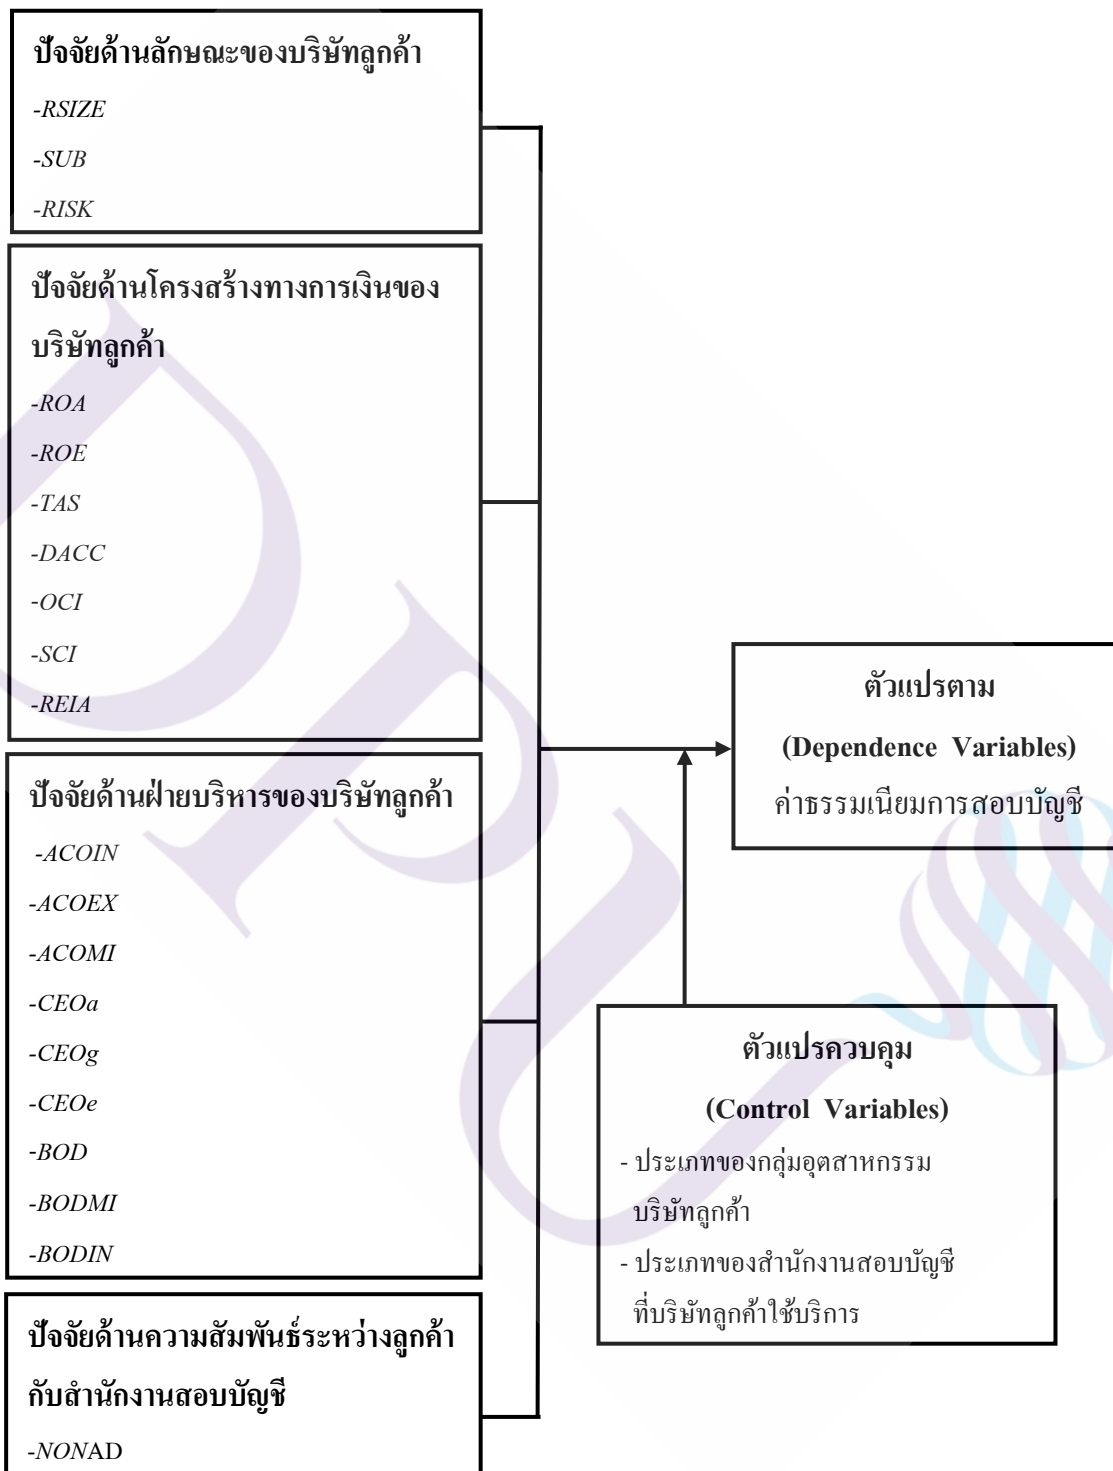 ปัจจัยด้านลักษณะของบริษัทลูกค้า
-RSIZE
-SUB
-RISK
ปัจจัยด้านโครงสร้างทางการเงินของ
บริษัทลูกค้า
-ROA
-ROE
-TAS
-DACC
-OCI
-SCI
-REIA
ปัจจัยด้านฝ่ายบริหารของบริษัทลูกค้า
-ACOIN
-ACOEX
-ACOMI
-CEOa
-CEOg
-CEOe
-BOD
-BODMI
-BODIN
ปัจจัยด้านความสัมพันธ์ระหว่างลูกค้า
กับสำนักงานสอบบัญชี
-NONAD
ตัวแปรตาม
(Dependence Variables)
ค่าธรรมเนียมการสอบบัญชี
ตัวแปรควบคุม
(Control Variables)
- ประเภทของกลุ่มอุตสาหกรรม
บริษัทลูกค้า
- ประเภทของสำนักงานสอบบัญชี
ที่บริษัทลูกค้าใช้บริการ
DPU